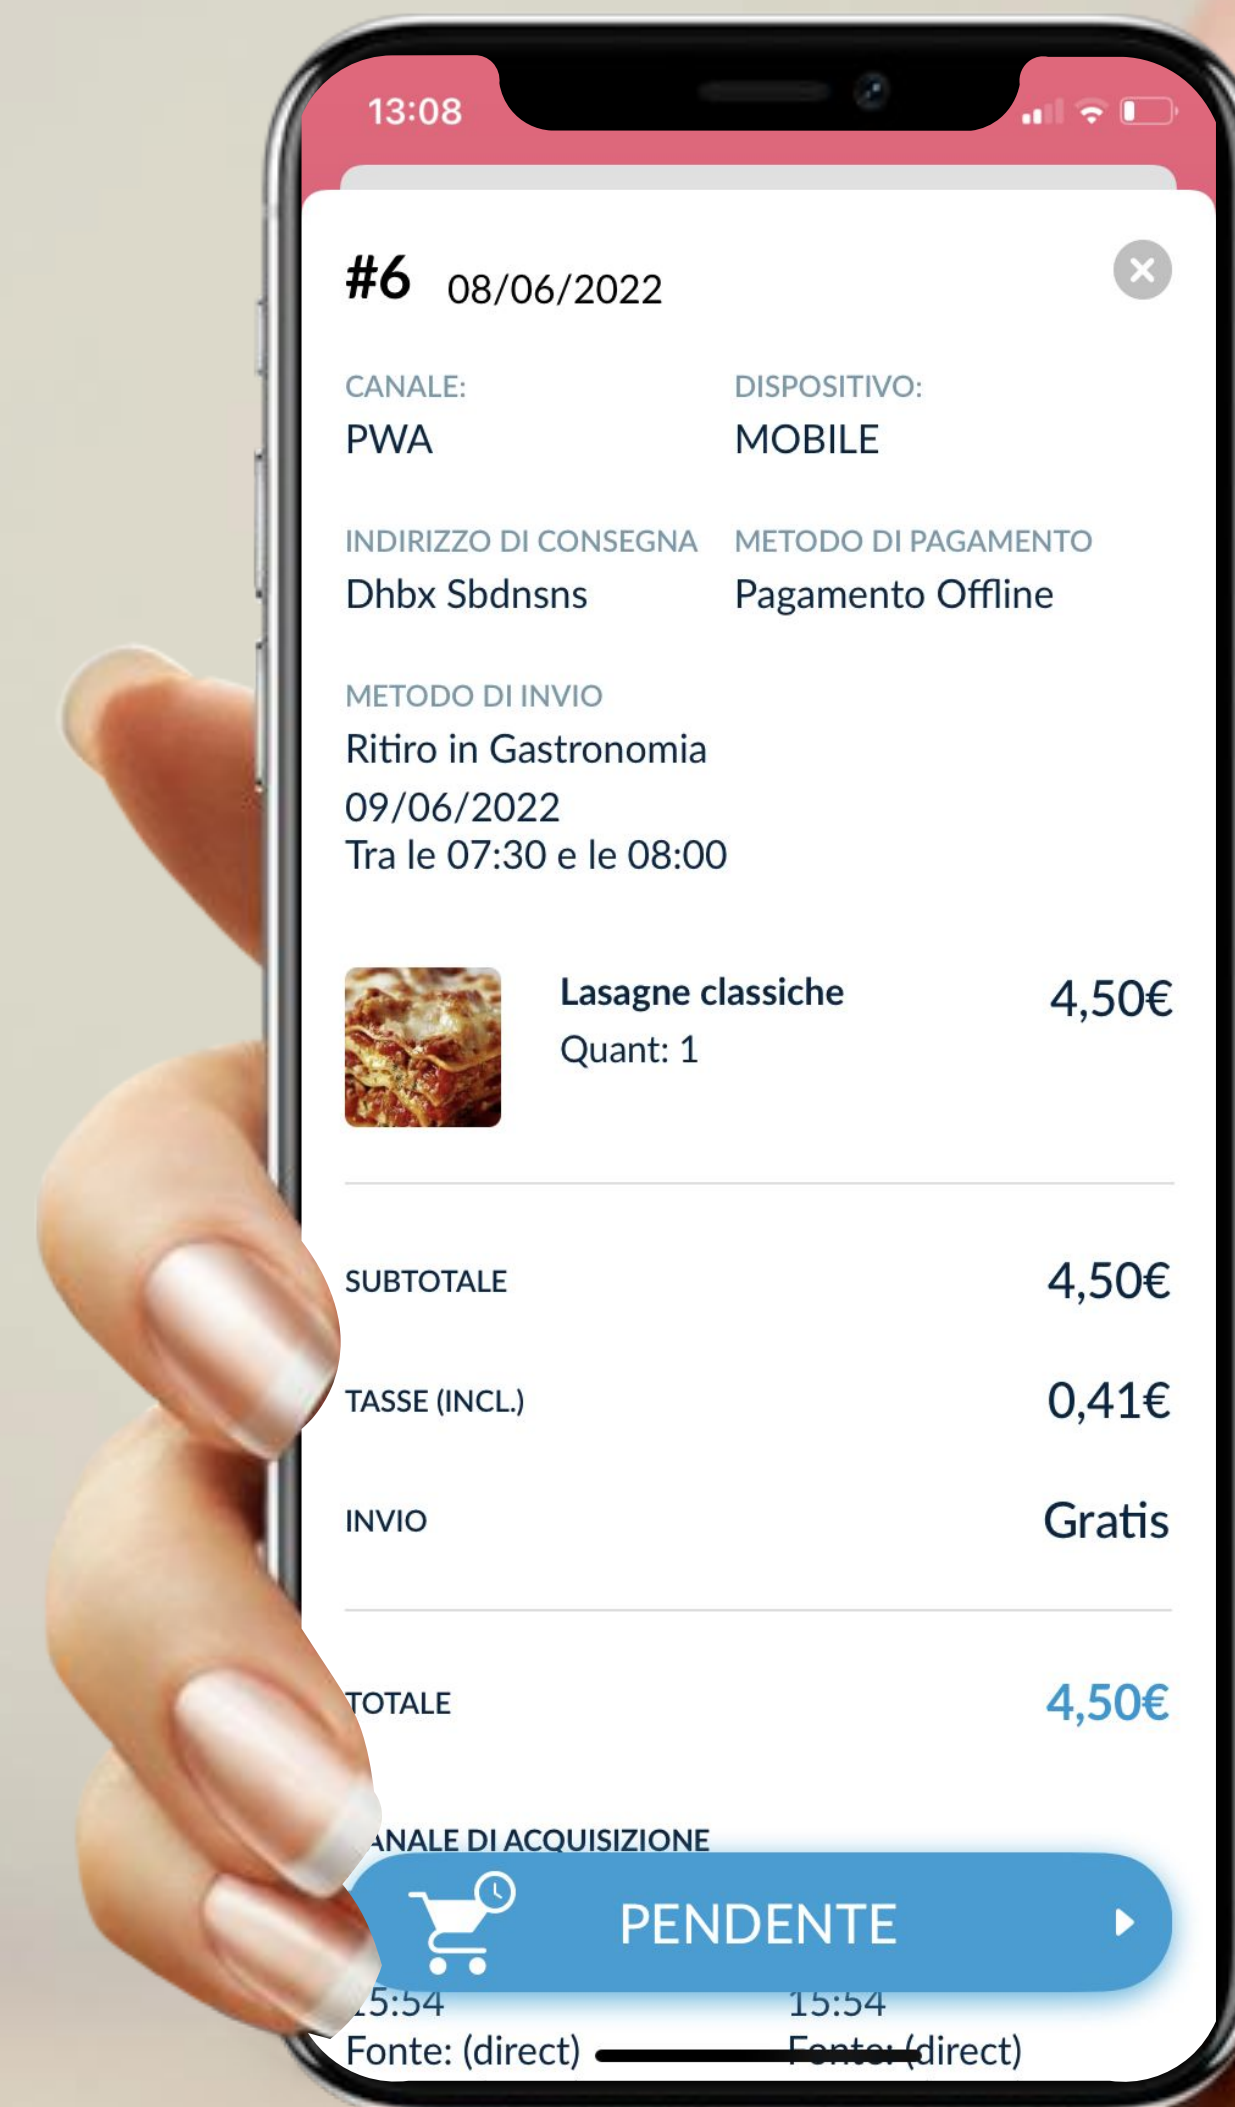 13:08
#6 08/06/2022
CANALE: DISPOSITIVO:
PWA MOBILE
INDIRIZZO DI CONSEGNA METODO DI PAGAMENTO
Dhbx Sbdnsns Pagamento Offline
METODO DI INVIO
Ritiro in Gastronomia
09/06/2022
Tra le 07:30 e le 08:00
Lasagne classiche 4,50€
Quant: 1
SUBTOTALE 4,50€
TASSE (INCL.) 0,41€
INVIO Gratis
TOTALE 4,50€
ANALE DI ACQUISIZIONE
PENDENTE
15:54 15:54
Fonte: (direct) Fonte: (direct)